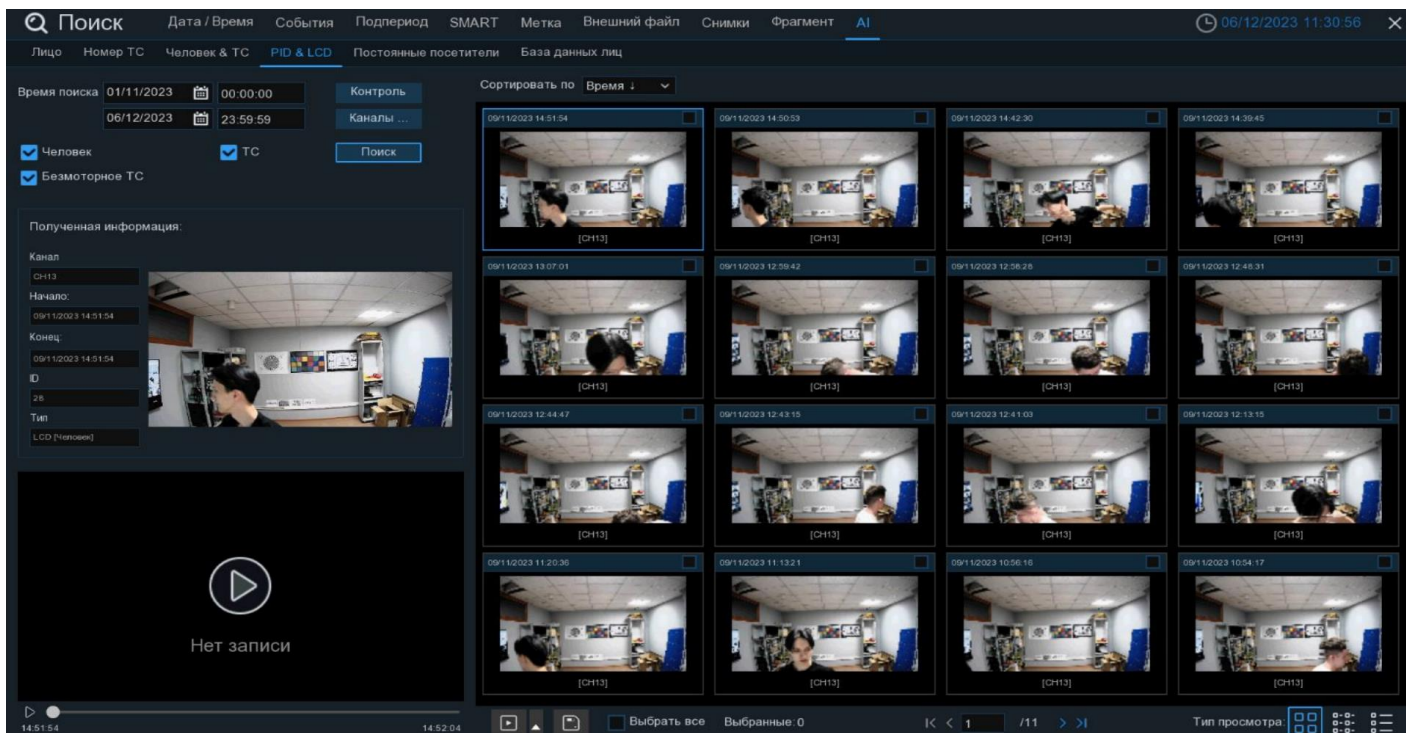 Поиск Дата / Время События Подпериод SMART Метка Внешний файл Снимки Фрагмент AI 06/12/2023 11:30:56
Лицо Номер ТС Человек & ТС PID & LCD Постоянные посетители База данных лиц
Время поиска 01/11/2023 00:00:00 Контроль
06/12/2023 23:59:59 Каналы ...
Человек ТС Поиск
Безмоторное ТС
Полученная информация:
Канал
CH13
Начало:
09/11/2023 14:51:54
Конец:
09/11/2023 14:51:54
ID
28
Тип
LCD [Человек]
Нет записи
14:51:54 14:52:04
Сортировать по Время ↓
09/11/2023 14:51:54 09/11/2023 14:50:53 09/11/2023 14:42:30 09/11/2023 14:39:45
[CH13] [CH13] [CH13] [CH13]
09/11/2023 13:07:01 09/11/2023 12:59:42 09/11/2023 12:56:28 09/11/2023 12:48:31
[CH13] [CH13] [CH13] [CH13]
09/11/2023 12:44:47 09/11/2023 12:43:15 09/11/2023 12:41:03 09/11/2023 12:13:15
[CH13] [CH13] [CH13] [CH13]
09/11/2023 11:20:36 09/11/2023 11:13:21 09/11/2023 10:56:16 09/11/2023 10:54:17
[CH13] [CH13] [CH13] [CH13]
Выбрать все Выбранные: 0 1 /11 Тип просмотра: